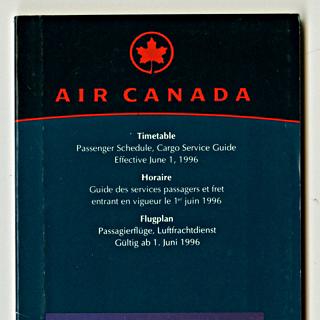 AIR CANADA
Timetable
Passenger Schedule, Cargo Service Guide
Effective June 1, 1996
Horaire
Guide des services passagers et fret
entrant en vigueur le 1er juin 1996
Flugplan
Passagierflüge, Luftfrachtdienst
Gültig ab 1. Juni 1996